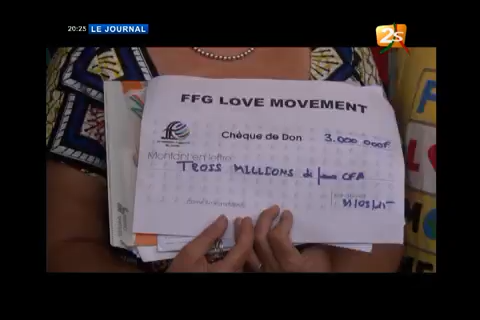 20:25 LE JOURNAL
2s
FFG LOVE MOVEMENT
Chèque de Don 3.000 000F
Montant en lettre:
TROIS MILLIONS de francs CFA